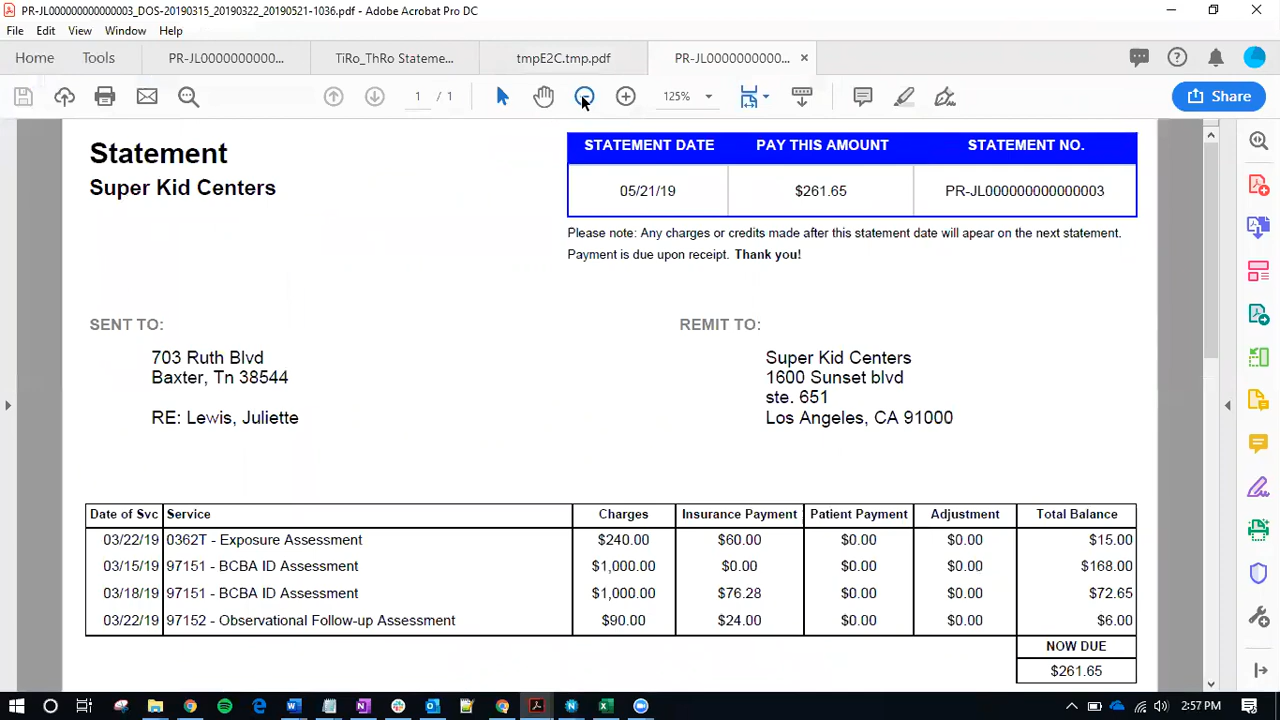 PR-JL00000000000003_DOS-20190315_20190322_20190521-1036.pdf - Adobe Acrobat Pro DC
File Edit View Window Help
Home Tools PR-JL0000000000... TiRo_ThRo Stateme... tmpE2C.tmp.pdf PR-JL0000000000... ×
1 / 1 125% Share
Statement
Super Kid Centers
STATEMENT DATE PAY THIS AMOUNT STATEMENT NO.
05/21/19 $261.65 PR-JL000000000000003
Please note: Any charges or credits made after this statement date will apear on the next statement.
Payment is due upon receipt. Thank you!
SENT TO: REMIT TO:
703 Ruth Blvd Super Kid Centers
Baxter, Tn 38544 1600 Sunset blvd
ste. 651
RE: Lewis, Juliette Los Angeles, CA 91000
Date of Svc Service Charges Insurance Payment Patient Payment Adjustment Total Balance
03/22/19 0362T - Exposure Assessment $240.00 $60.00 $0.00 $0.00 $15.00
03/15/19 97151 - BCBA ID Assessment $1,000.00 $0.00 $0.00 $0.00 $168.00
03/18/19 97151 - BCBA ID Assessment $1,000.00 $76.28 $0.00 $0.00 $72.65
03/22/19 97152 - Observational Follow-up Assessment $90.00 $24.00 $0.00 $0.00 $6.00
NOW DUE
$261.65
2:57 PM